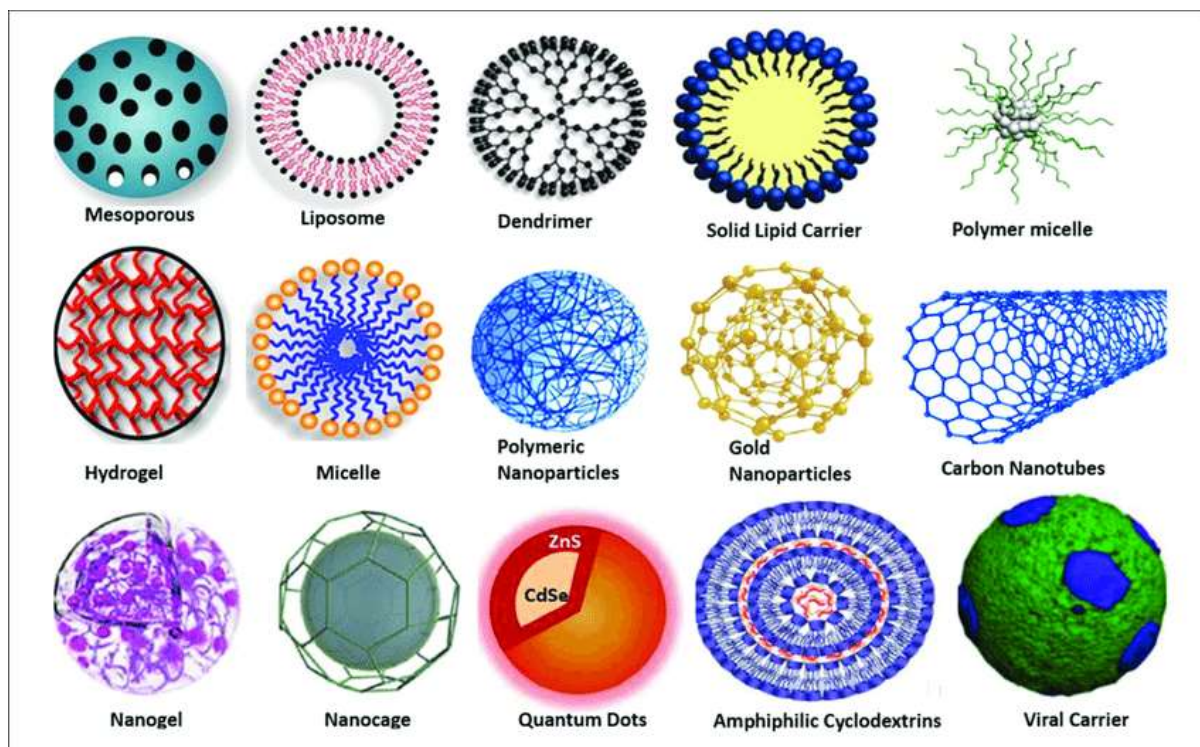 Mesoporous
Liposome
Dendrimer
Solid Lipid Carrier
Polymer micelle
Hydrogel
Micelle
Polymeric
Nanoparticles
Gold
Nanoparticles
Carbon Nanotubes
Nanogel
Nanocage
ZnS
CdSe
Quantum Dots
Amphiphilic Cyclodextrins
Viral Carrier